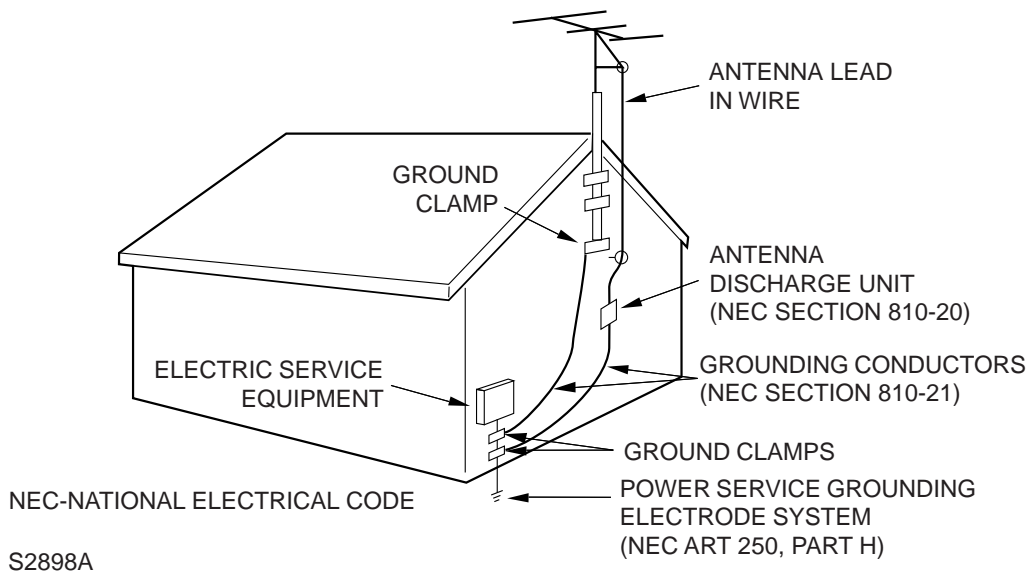 ANTENNA LEAD
IN WIRE
GROUND
CLAMP
ANTENNA
DISCHARGE UNIT
(NEC SECTION 810-20)
ELECTRIC SERVICE
EQUIPMENT
GROUNDING CONDUCTORS
(NEC SECTION 810-21)
GROUND CLAMPS
POWER SERVICE GROUNDING
ELECTRODE SYSTEM
(NEC ART 250, PART H)
NEC-NATIONAL ELECTRICAL CODE
S2898A